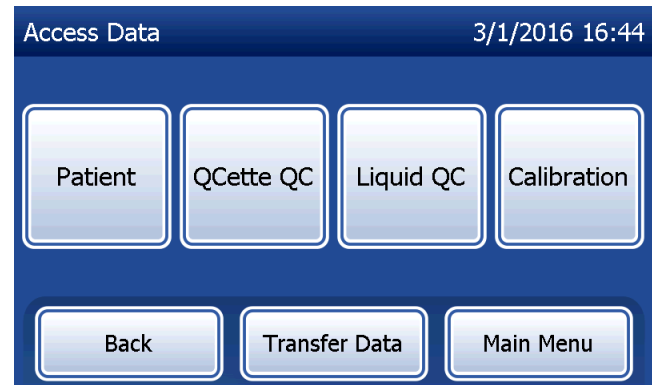 Access Data 3/1/2016 16:44
Patient QCette QC Liquid QC Calibration
Back Transfer Data Main Menu